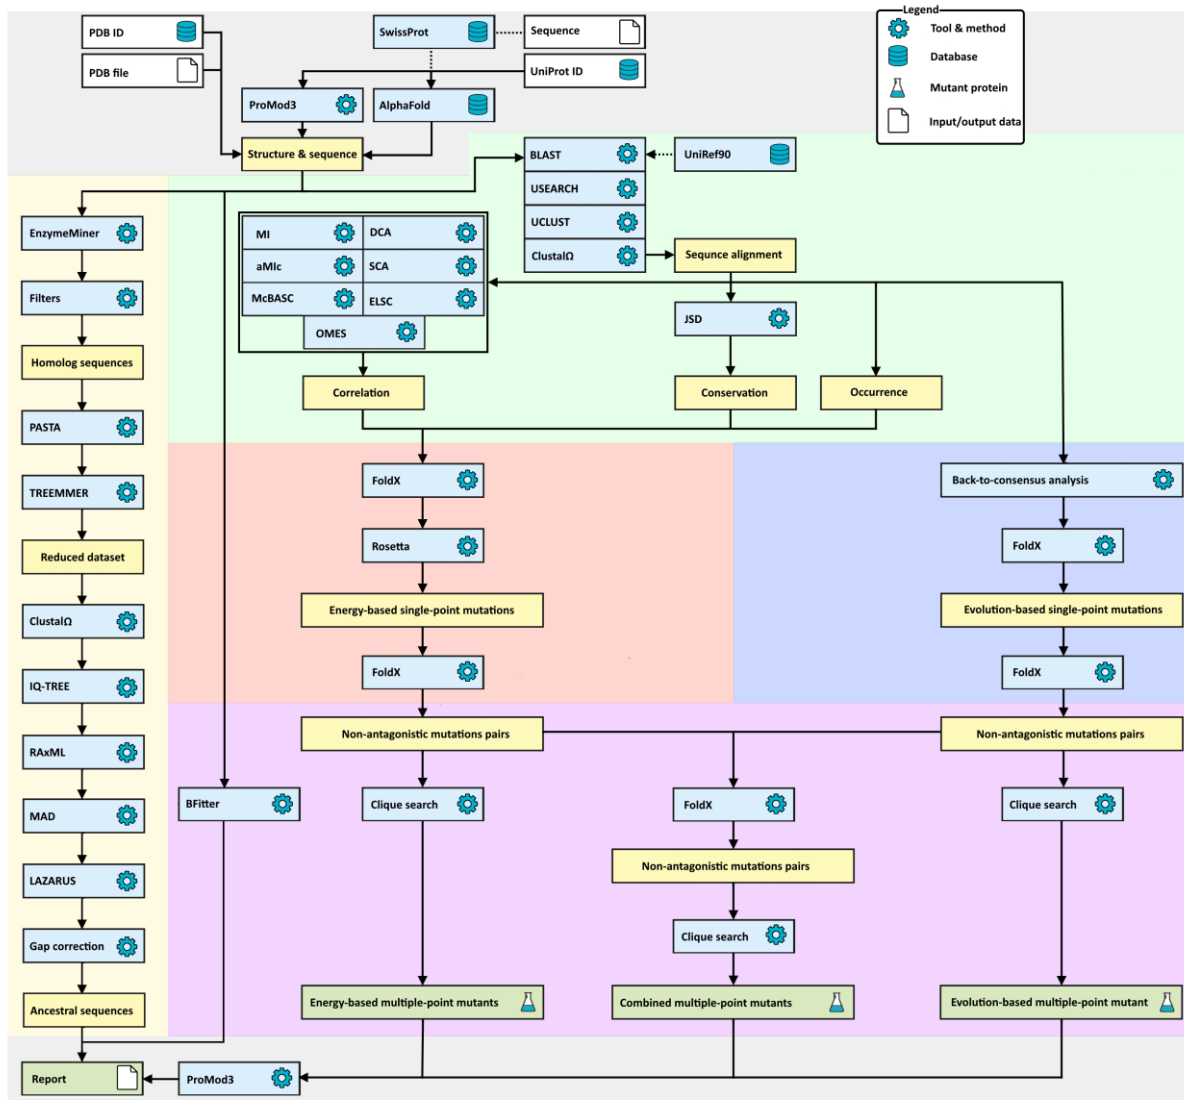 Legend
PDB ID
SwissProt
Sequence
Tool & method
Database
PDB file
UniProt ID
Mutant protein
ProMod3
AlphaFold
Input/output data
Structure & sequence
BLAST
UniRef90
USEARCH
UCLUST
ClustalΩ
Sequnce alignment
EnzymeMiner
MI
DCA
aMIc
SCA
McBASC
ELSC
OMES
Filters
JSD
Homolog sequences
Correlation
Conservation
Occurrence
PASTA
TREEMMER
FoldX
Back-to-consensus analysis
Reduced dataset
Rosetta
FoldX
ClustalΩ
Energy-based single-point mutations
Evolution-based single-point mutations
IQ-TREE
FoldX
FoldX
RAxML
Non-antagonistic mutations pairs
Non-antagonistic mutations pairs
MAD
BFitter
Clique search
FoldX
Clique search
LAZARUS
Non-antagonistic mutations pairs
Gap correction
Clique search
Ancestral sequences
Energy-based multiple-point mutants
Combined multiple-point mutants
Evolution-based multiple-point mutant
Report
ProMod3